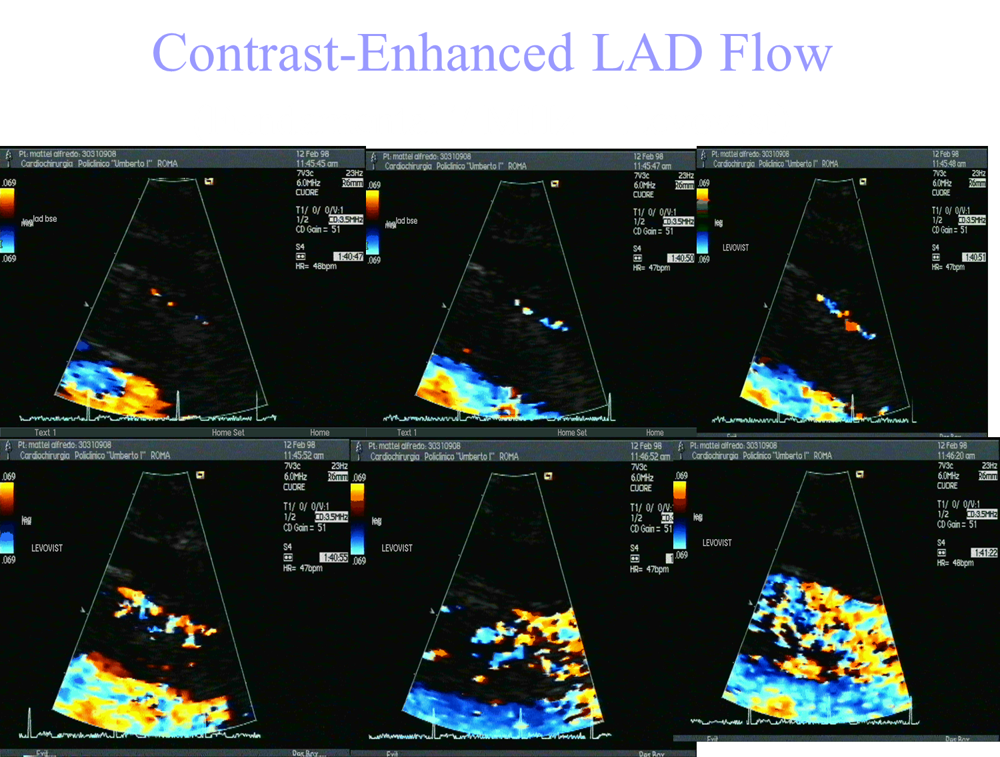 Contrast-Enhanced LAD Flow
Pt: mattei alfredo: 30310908
Cardiochirurgia Policlinico "Umberto I" ROMA
12 Feb 98
11:45:45 am
.069
.069
lad bse
7V3c 23Hz
6.0MHz R6mm
CUORE
T1/ 0/ 0/V:1
1/2 CD:3.5MHz
CD Gain = 51
S4
1:40:47
HR= 48bpm
Text 1 Home Set Home
Pt: mattei alfredo: 30310908
Cardiochirurgia Policlinico "Umberto I" ROMA
12 Feb 98
11:45:47 am
.069
.069
lad bse
7V3c 23Hz
6.0MHz R6mm
CUORE
T1/ 0/ 0/V:1
1/2 CD:3.5MHz
CD Gain = 51
S4
1:40:50
HR= 47bpm
Text 1 Home Set Home
Pt: mattei alfredo: 30310908
Cardiochirurgia Policlinico "Umberto I" ROMA
12 Feb 98
11:45:48 am
.069
.069
LEVOVIST
7V3c 23Hz
6.0MHz R6mm
CUORE
T1/ 0/ 0/V:1
1/2 CD:3.5MHz
CD Gain = 51
S4
1:40:51
HR= 47bpm
Pt: mattei alfredo: 30310908
Cardiochirurgia Policlinico "Umberto I" ROMA
12 Feb 98
11:45:52 am
.069
.069
LEVOVIST
7V3c 23Hz
6.0MHz R6mm
CUORE
T1/ 0/ 0/V:1
1/2 CD:3.5MHz
CD Gain = 51
S4
1:40:55
HR= 47bpm
Pt: mattei alfredo: 30310908
Cardiochirurgia Policlinico "Umberto I" ROMA
12 Feb 98
11:46:52 am
.069
.069
LEVOVIST
7V3c
6.0MHz
CUORE
T1/ 0/ 0/V:
1/2 CD:
CD Gain = 51
S4
HR= 47bpm
Pt: mattei alfredo: 30310908
Cardiochirurgia Policlinico "Umberto I" ROMA
12 Feb 98
11:46:20 am
.069
.069
LEVOVIST
7V3c 23Hz
6.0MHz R6mm
CUORE
T1/ 0/ 0/V:1
1/2 CD:3.5MHz
CD Gain = 51
S4
1:41:22
HR= 48bpm